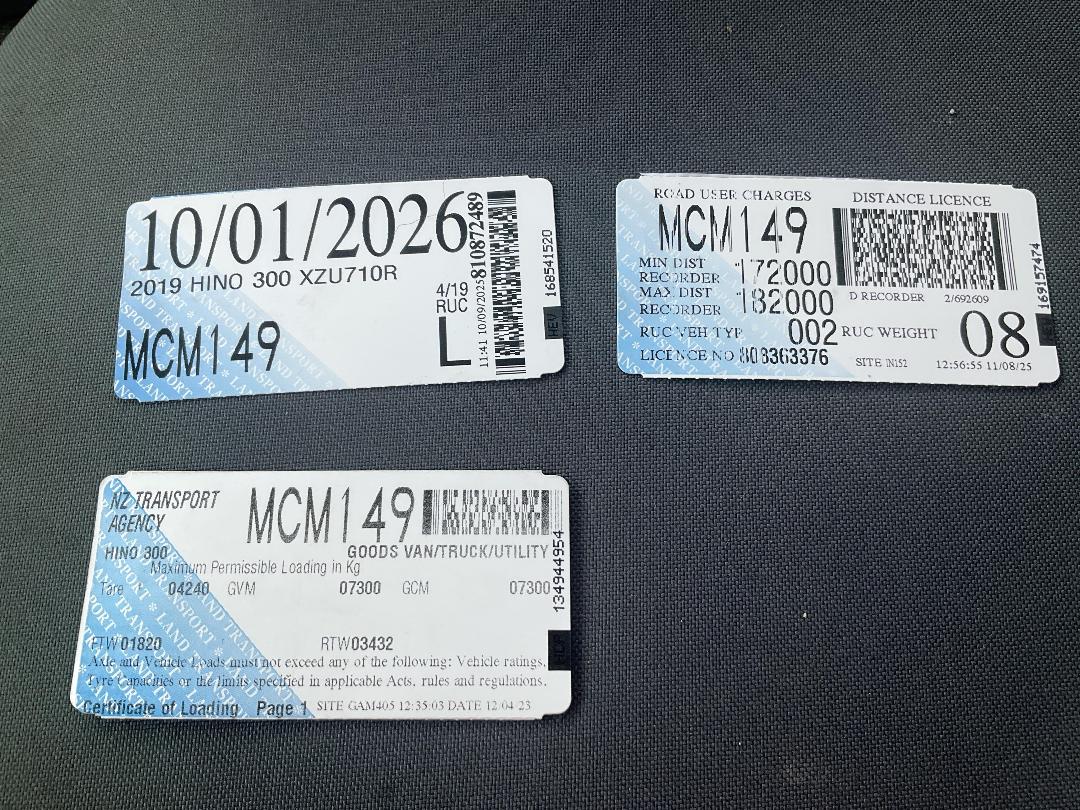 10/01/2026
2019 HINO 300 XZU710R
4/19
RUC
L
MCM149
11:41 10/09/2025 810872489
168541520
ROAD USER CHARGES DISTANCE LICENCE
MCM149
MIN DIST
RECORDER 172000
MAX DIST
RECORDER 182000
D RECORDER 2/692609
RUC VEH TYP 002 RUC WEIGHT 08
LICENCE NO 808363376 SITE IN152 12:56:55 11/08/25
169157474
NZ TRANSPORT
AGENCY
MCM149
HINO 300 GOODS VAN/TRUCK/UTILITY
Maximum Permissible Loading in Kg
Tare 04240 GVM 07300 GCM 07300
FTW 01820 RTW 03432
Axle and Vehicle Loads must not exceed any of the following: Vehicle ratings,
Tyre Capacities or the limits specified in applicable Acts, rules and regulations.
Certificate of Loading Page 1 SITE GAM405 12:35:03 DATE 12/04/23
134944954